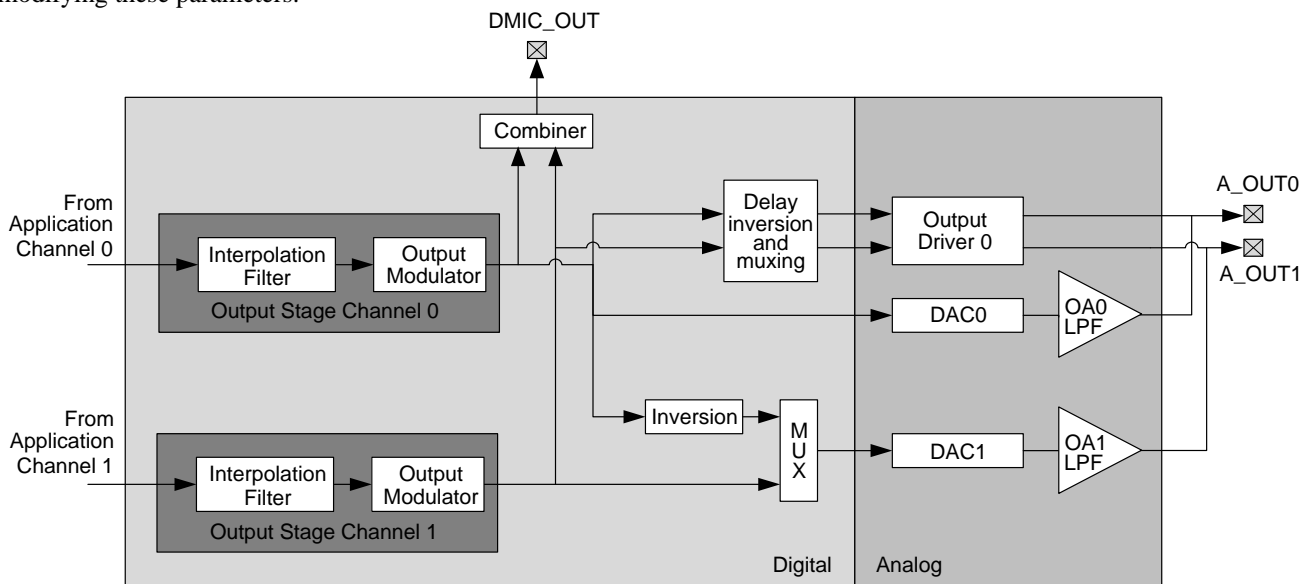 modifying these parameters.
DMIC_OUT
Combiner
From
Application
Channel 0
Interpolation
Filter
Output
Modulator
Output Stage Channel 0
Delay
inversion
and
muxing
Output
Driver 0
A_OUT0
A_OUT1
DAC0
OA0
LPF
From
Application
Channel 1
Interpolation
Filter
Output
Modulator
Output Stage Channel 1
Inversion
M
U
X
DAC1
OA1
LPF
Digital
Analog